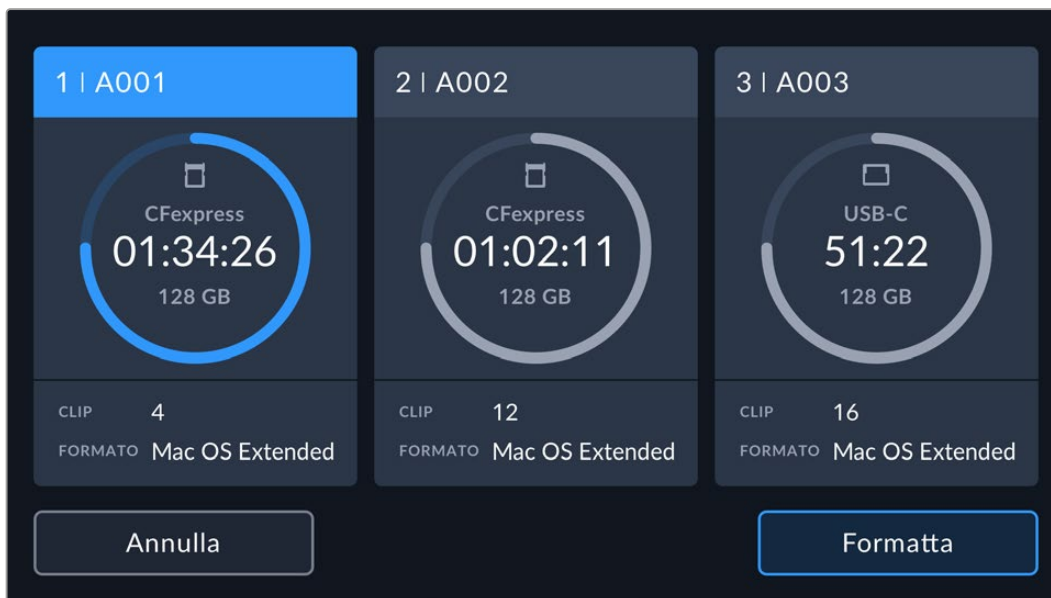 1 | A001
CFexpress
01:34:26
128 GB
CLIP 4
FORMATO Mac OS Extended
2 | A002
CFexpress
01:02:11
128 GB
CLIP 12
FORMATO Mac OS Extended
3 | A003
USB-C
51:22
128 GB
CLIP 16
FORMATO Mac OS Extended
Annulla
Formatta